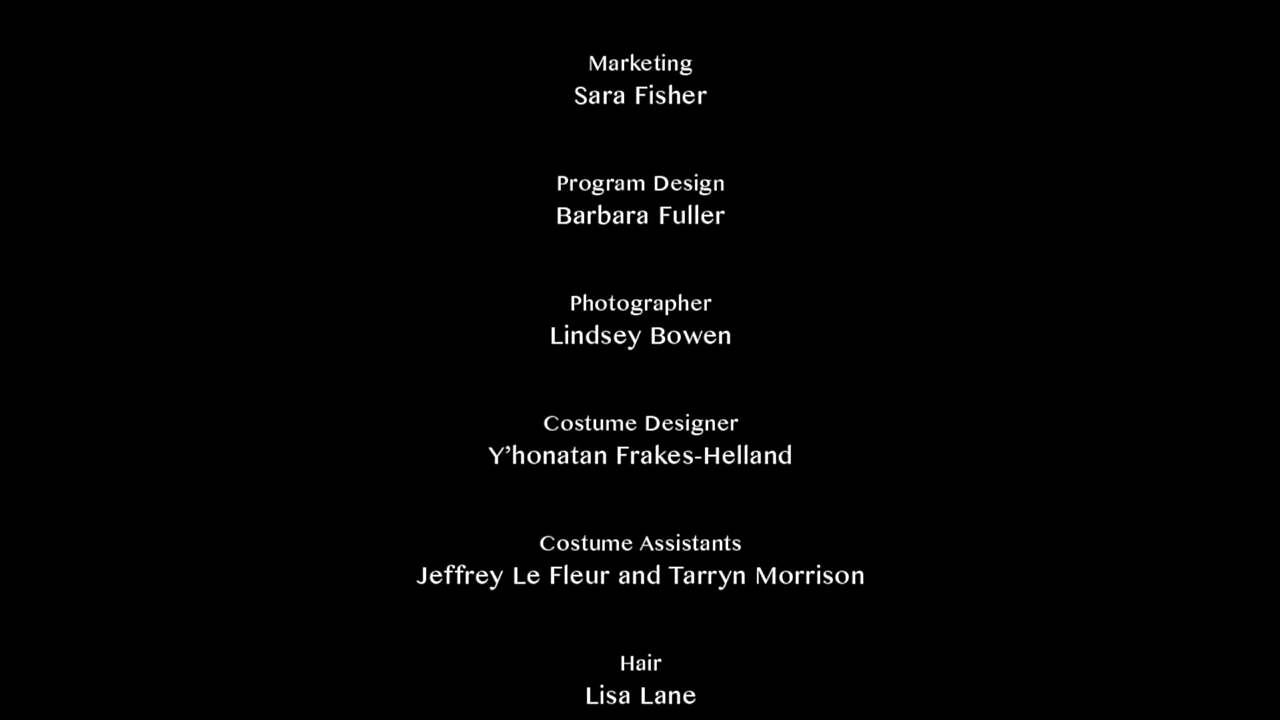 Marketing
Sara Fisher
Program Design
Barbara Fuller
Photographer
Lindsey Bowen
Costume Designer
Y’honatan Frakes-Helland
Costume Assistants
Jeffrey Le Fleur and Tarryn Morrison
Hair
Lisa Lane